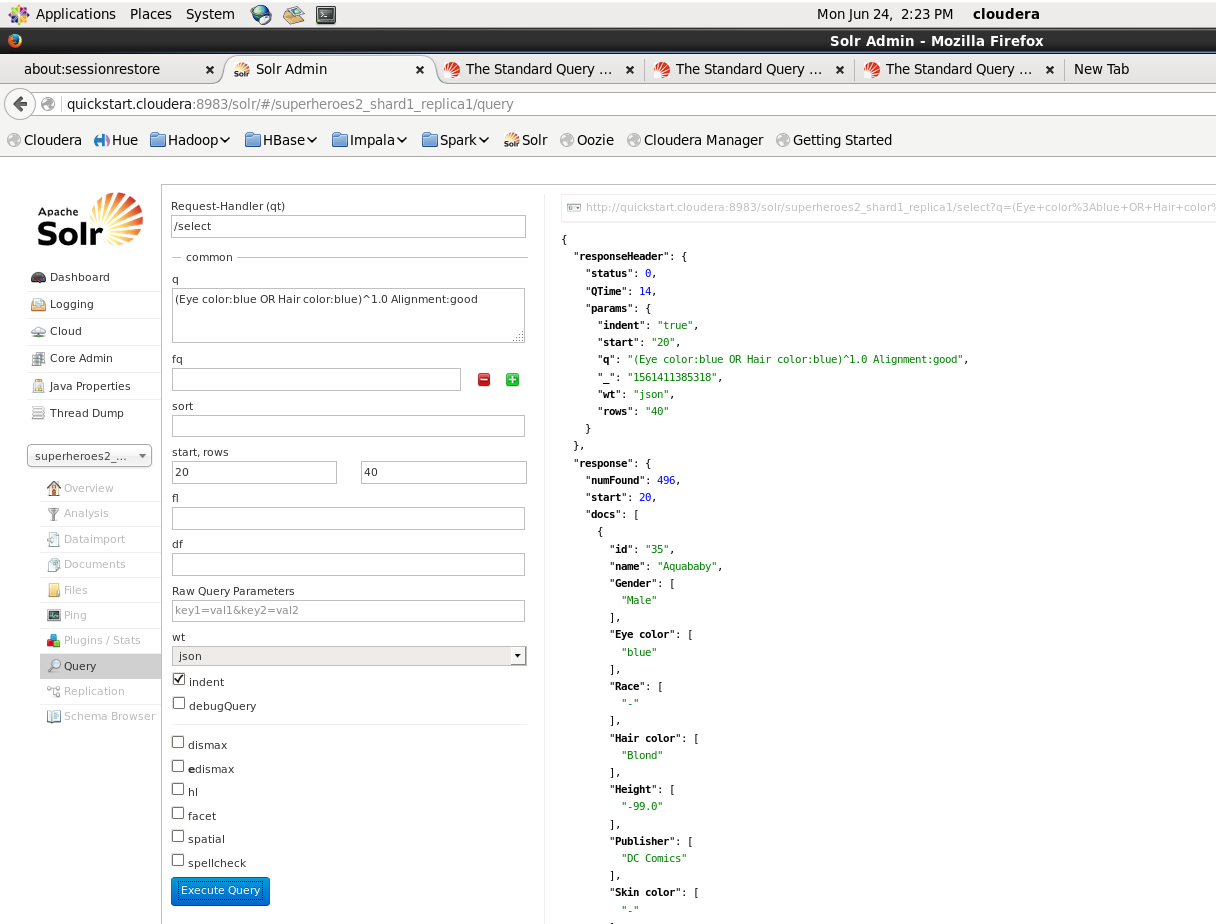 Applications Places System Mon Jun 24, 2:23 PM cloudera
Solr Admin - Mozilla Firefox
about:sessionrestore Solr Admin The Standard Query ... The Standard Query ... The Standard Query ... New Tab
quickstart.cloudera:8983/solr/#/superheroes2_shard1_replica1/query
Cloudera Hue Hadoop HBase Impala Spark Solr Oozie Cloudera Manager Getting Started
Apache
Solr
Dashboard
Logging
Cloud
Core Admin
Java Properties
Thread Dump
superheroes2_...
Overview
Analysis
Dataimport
Documents
Files
Ping
Plugins / Stats
Query
Replication
Schema Browser
Request-Handler (qt)
/select
common
q
(Eye color:blue OR Hair color:blue)^1.0 Alignment:good
fq
sort
start, rows
20 40
fl
df
Raw Query Parameters
key1=val1&key2=val2
wt
json
indent
debugQuery
dismax
edismax
hl
facet
spatial
spellcheck
Execute Query
http://quickstart.cloudera:8983/solr/superheroes2_shard1_replica1/select?q=(Eye+color%3Ablue+OR+Hair+color%
{
"responseHeader": {
"status": 0,
"QTime": 14,
"params": {
"indent": "true",
"start": "20",
"q": "(Eye color:blue OR Hair color:blue)^1.0 Alignment:good",
"_": "1561411385318",
"wt": "json",
"rows": "40"
}
},
"response": {
"numFound": 496,
"start": 20,
"docs": [
{
"id": "35",
"name": "Aquababy",
"Gender": [
"Male"
],
"Eye color": [
"blue"
],
"Race": [
"-"
],
"Hair color": [
"Blond"
],
"Height": [
"-99.0"
],
"Publisher": [
"DC Comics"
],
"Skin color": [
"-"